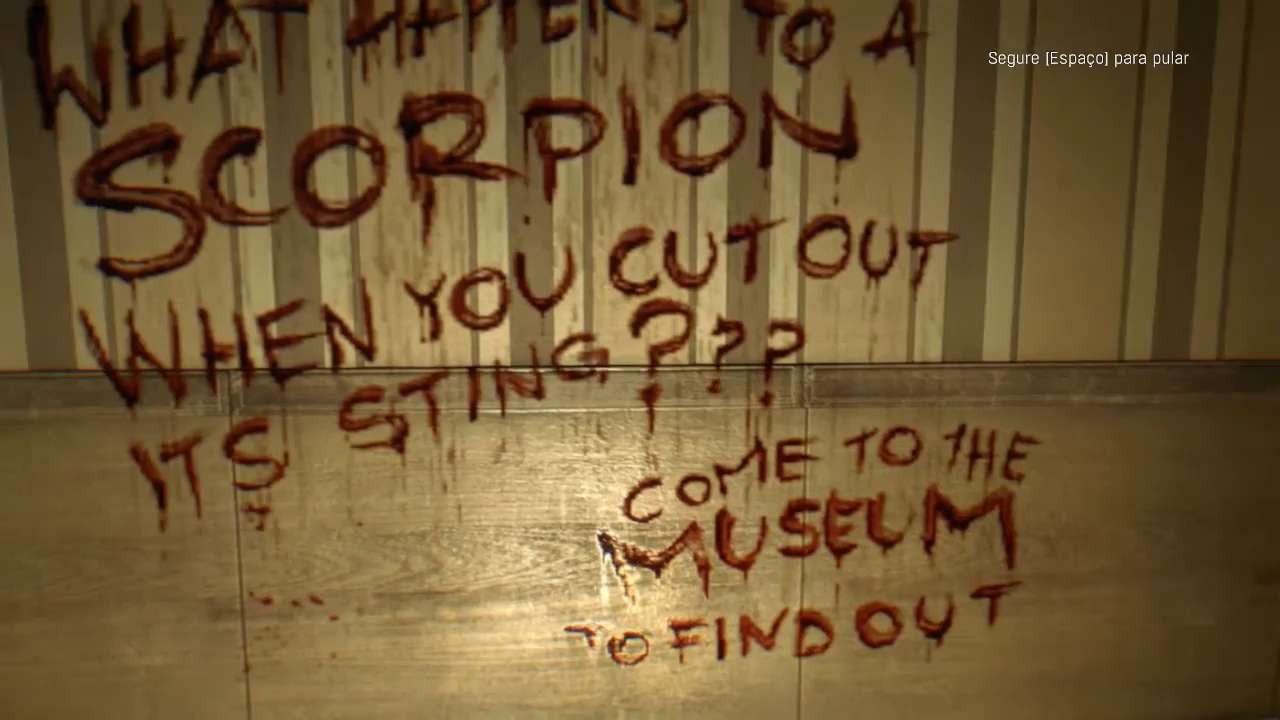 WHAT HAPPENS TO A
SCORPION
WHEN YOU CUT OUT
ITS STING???
COME TO THE
MUSEUM
TO FIND OUT
Segure [Espaço] para pular